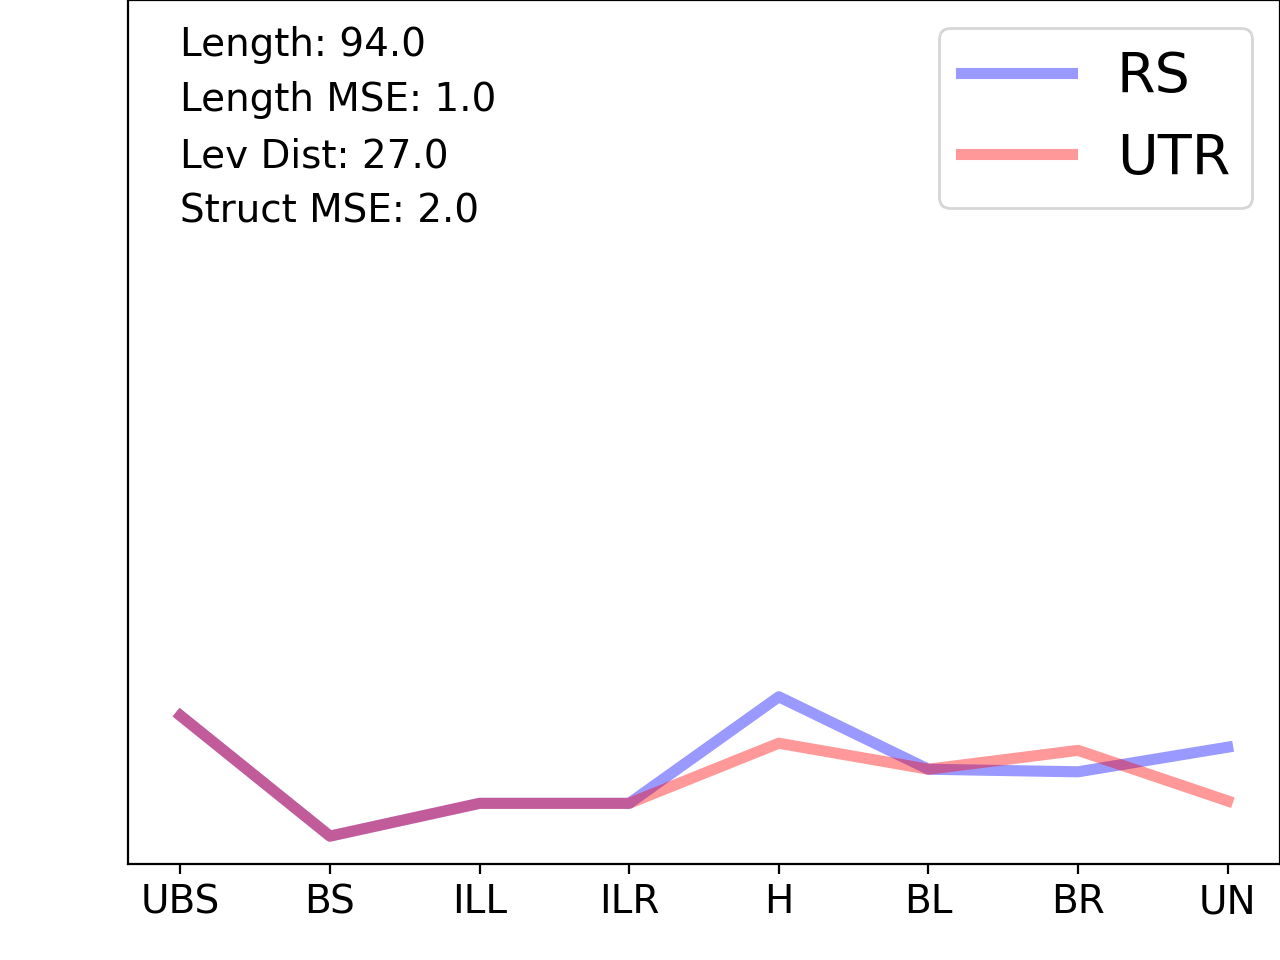 Length: 94.0
Length MSE: 1.0
Lev Dist: 27.0
Struct MSE: 2.0
RS
UTR
UBS BS ILL ILR H BL BR UN